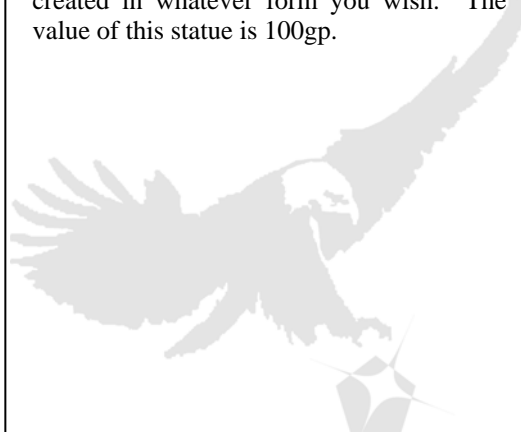 created in whatever form you wish. The
value of this statue is 100gp.